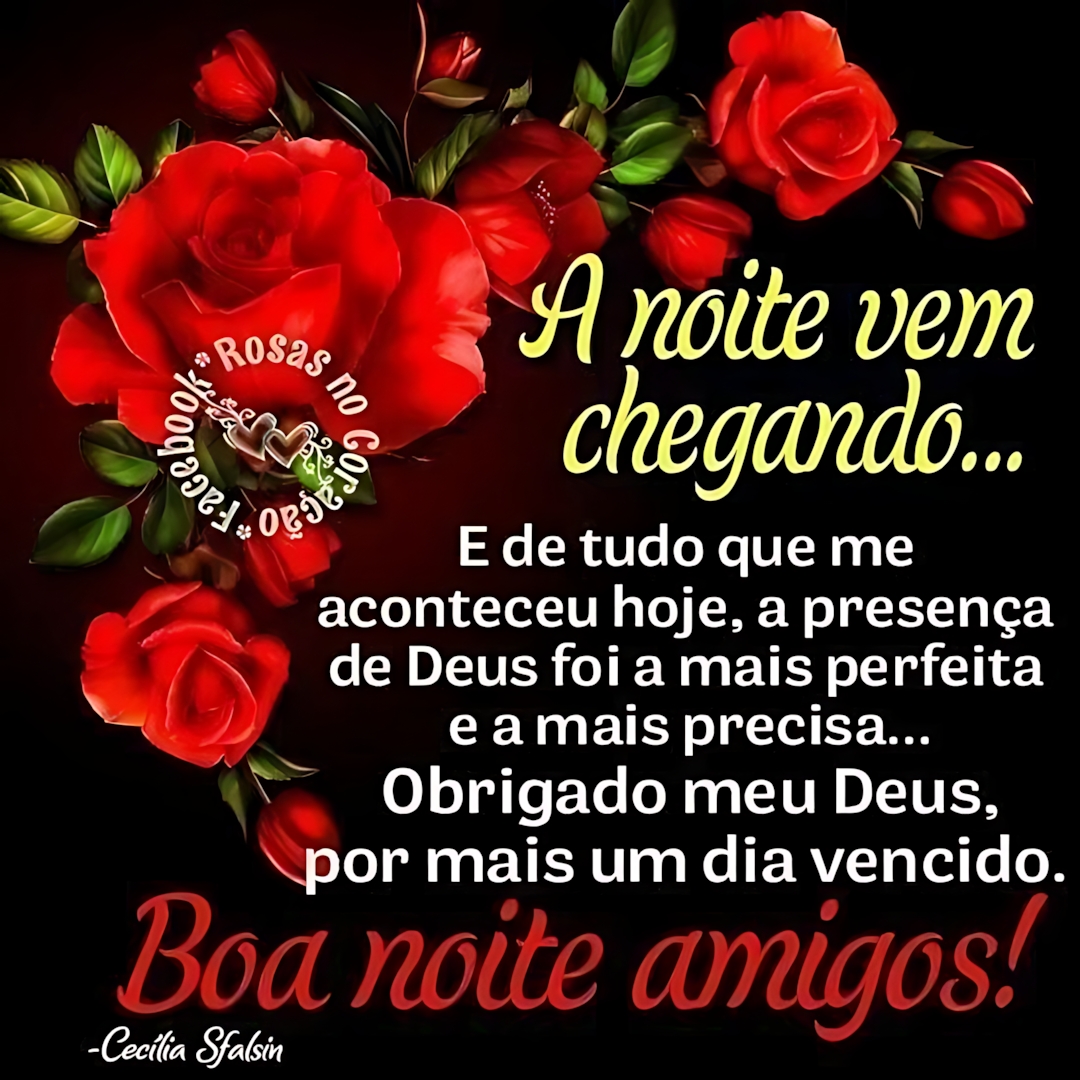 A noite vem
chegando...
E de tudo que me
aconteceu hoje, a presença
de Deus foi a mais perfeita
e a mais precisa...
Obrigado meu Deus,
por mais um dia vencido.
Boa noite amigos!
-Cecília Sfalsin
Facebook * Rosas no Coração *